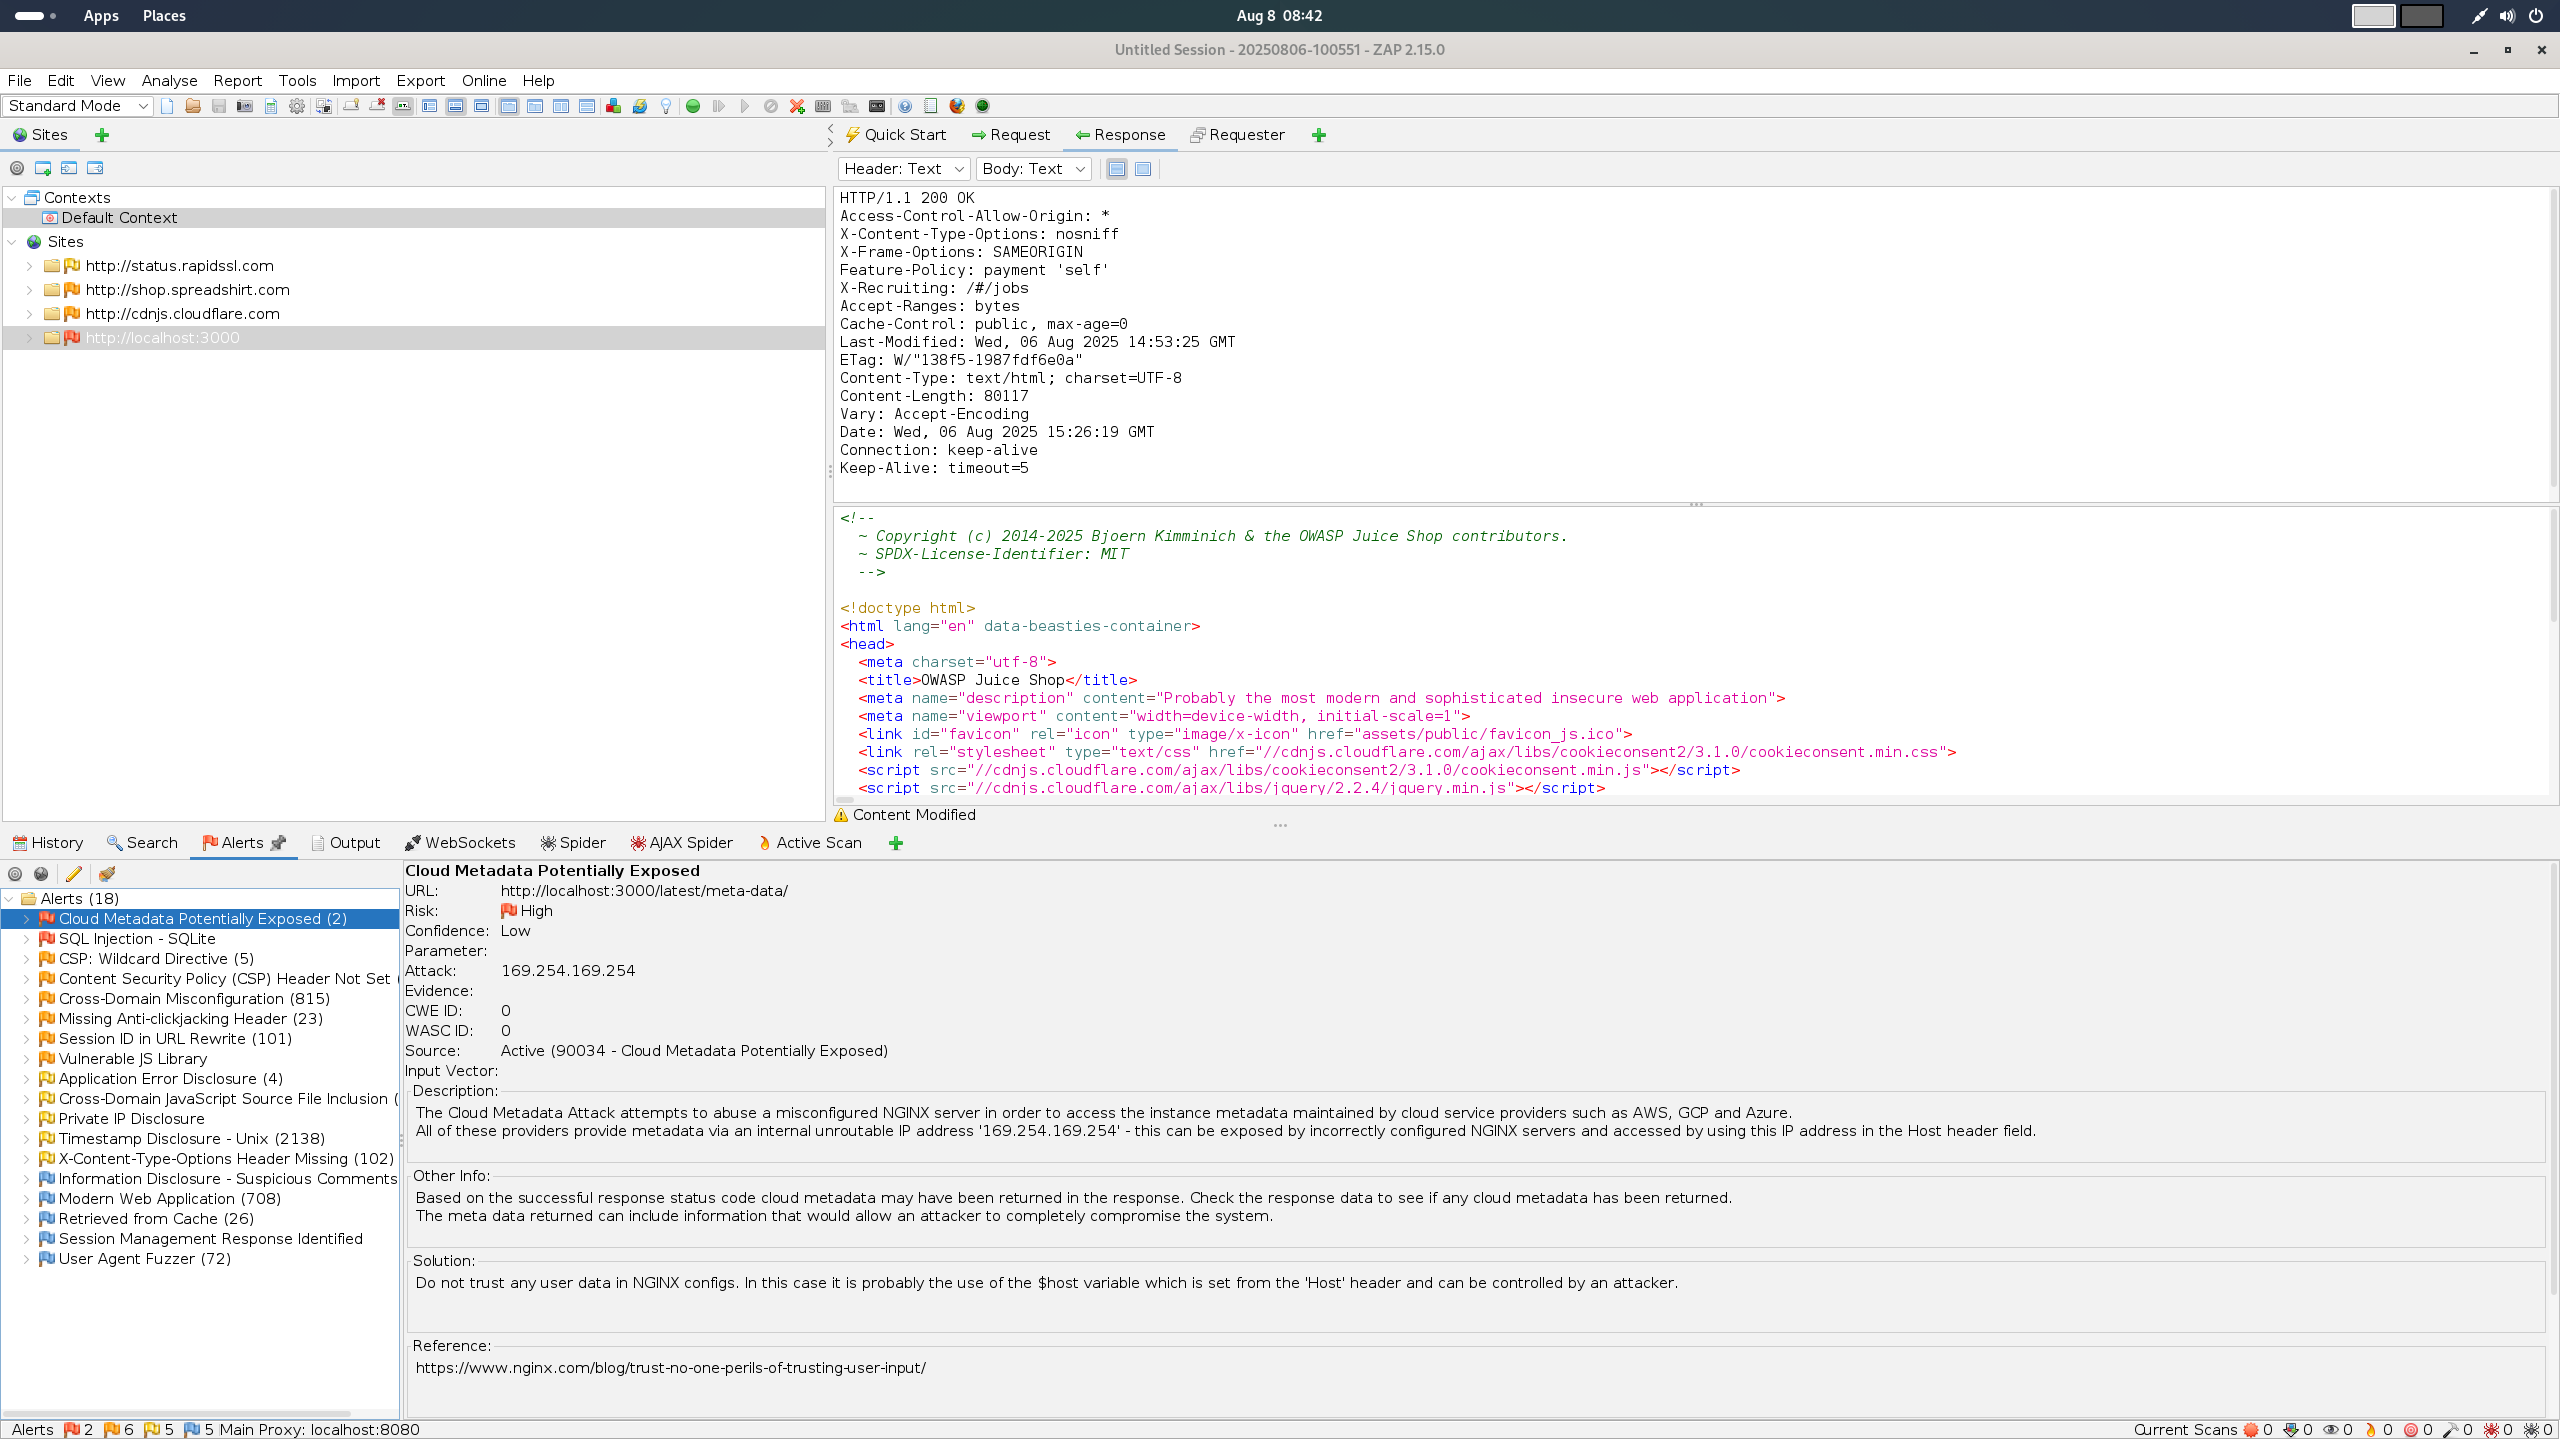 Apps Places Aug 8 08:42
Untitled Session - 20250806-100551 - ZAP 2.15.0
File Edit View Analyse Report Tools Import Export Online Help
Standard Mode
Sites
Quick Start Request Response Requester
Header: Text Body: Text
Contexts
Default Context
Sites
http://status.rapidssl.com
http://shop.spreadshirt.com
http://cdnjs.cloudflare.com
http://localhost:3000
HTTP/1.1 200 OK
Access-Control-Allow-Origin: *
X-Content-Type-Options: nosniff
X-Frame-Options: SAMEORIGIN
Feature-Policy: payment 'self'
X-Recruiting: /#/jobs
Accept-Ranges: bytes
Cache-Control: public, max-age=0
Last-Modified: Wed, 06 Aug 2025 14:53:25 GMT
ETag: W/"138f5-1987fdf6e0a"
Content-Type: text/html; charset=UTF-8
Content-Length: 80117
Vary: Accept-Encoding
Date: Wed, 06 Aug 2025 15:26:19 GMT
Connection: keep-alive
Keep-Alive: timeout=5
<!--
~ Copyright (c) 2014-2025 Bjoern Kimminich & the OWASP Juice Shop contributors.
~ SPDX-License-Identifier: MIT
-->
<!doctype html>
<html lang="en" data-beasties-container>
<head>
<meta charset="utf-8">
<title>OWASP Juice Shop</title>
<meta name="description" content="Probably the most modern and sophisticated insecure web application">
<meta name="viewport" content="width=device-width, initial-scale=1">
<link id="favicon" rel="icon" type="image/x-icon" href="assets/public/favicon_js.ico">
<link rel="stylesheet" type="text/css" href="//cdnjs.cloudflare.com/ajax/libs/cookieconsent2/3.1.0/cookieconsent.min.css">
<script src="//cdnjs.cloudflare.com/ajax/libs/cookieconsent2/3.1.0/cookieconsent.min.js"></script>
<script src="//cdnjs.cloudflare.com/ajax/libs/jquery/2.2.4/jquery.min.js"></script>
Content Modified
History Search Alerts Output WebSockets Spider AJAX Spider Active Scan
Alerts (18)
Cloud Metadata Potentially Exposed (2)
SQL Injection - SQLite
CSP: Wildcard Directive (5)
Content Security Policy (CSP) Header Not Set (
Cross-Domain Misconfiguration (815)
Missing Anti-clickjacking Header (23)
Session ID in URL Rewrite (101)
Vulnerable JS Library
Application Error Disclosure (4)
Cross-Domain JavaScript Source File Inclusion (
Private IP Disclosure
Timestamp Disclosure - Unix (2138)
X-Content-Type-Options Header Missing (102)
Information Disclosure - Suspicious Comments
Modern Web Application (708)
Retrieved from Cache (26)
Session Management Response Identified
User Agent Fuzzer (72)
Cloud Metadata Potentially Exposed
URL: http://localhost:3000/latest/meta-data/
Risk: High
Confidence: Low
Parameter:
Attack: 169.254.169.254
Evidence:
CWE ID: 0
WASC ID: 0
Source: Active (90034 - Cloud Metadata Potentially Exposed)
Input Vector:
Description:
The Cloud Metadata Attack attempts to abuse a misconfigured NGINX server in order to access the instance metadata maintained by cloud service providers such as AWS, GCP and Azure.
All of these providers provide metadata via an internal unroutable IP address '169.254.169.254' - this can be exposed by incorrectly configured NGINX servers and accessed by using this IP address in the Host header field.
Other Info:
Based on the successful response status code cloud metadata may have been returned in the response. Check the response data to see if any cloud metadata has been returned.
The meta data returned can include information that would allow an attacker to completely compromise the system.
Solution:
Do not trust any user data in NGINX configs. In this case it is probably the use of the $host variable which is set from the 'Host' header and can be controlled by an attacker.
Reference:
https://www.nginx.com/blog/trust-no-one-perils-of-trusting-user-input/
Alerts 2 6 5 5 Main Proxy: localhost:8080 Current Scans 0 0 0 0 0 0 0 0